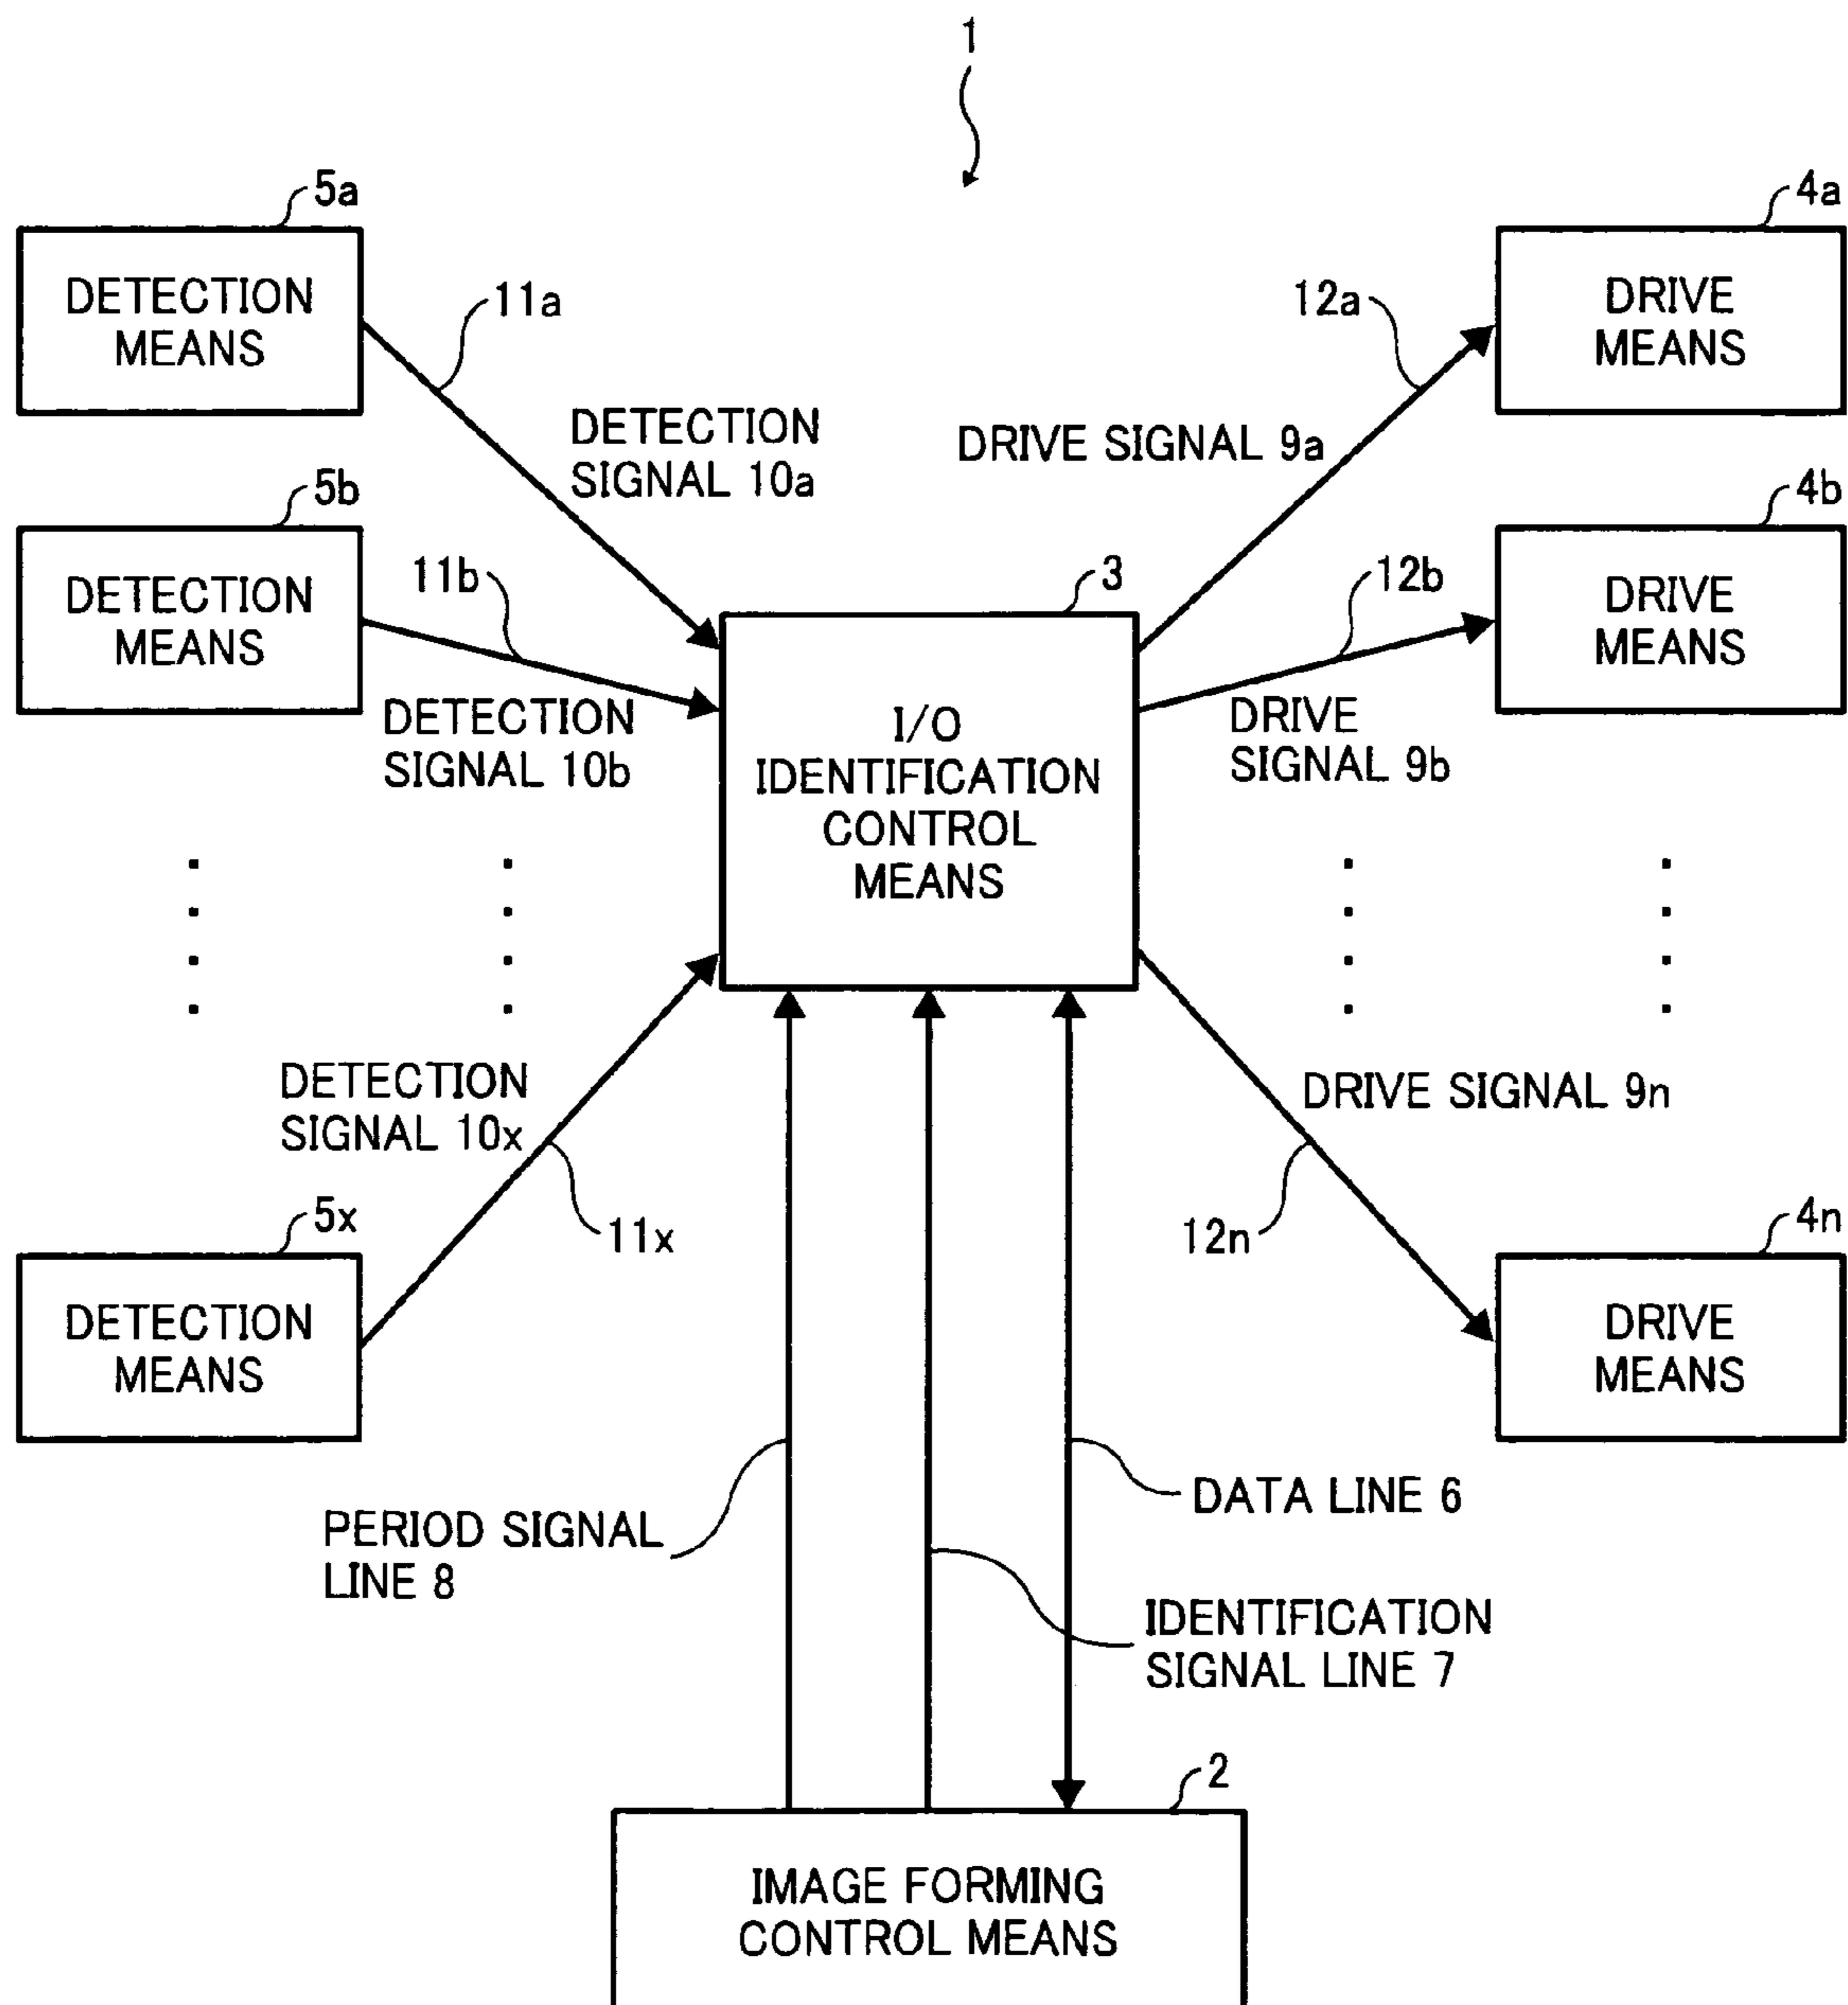 1
5a
4a
DETECTION
MEANS
11a
12a
DRIVE
MEANS
DETECTION
SIGNAL 10a
DRIVE SIGNAL 9a
5b
4b
DETECTION
MEANS
11b
3
12b
DRIVE
MEANS
DETECTION
SIGNAL 10b
I/O
IDENTIFICATION
CONTROL
MEANS
DRIVE
SIGNAL 9b
DETECTION
SIGNAL 10x
DRIVE SIGNAL 9n
5x
11x
12n
4n
DETECTION
MEANS
DRIVE
MEANS
DATA LINE 6
PERIOD SIGNAL
LINE 8
IDENTIFICATION
SIGNAL LINE 7
2
IMAGE FORMING
CONTROL MEANS